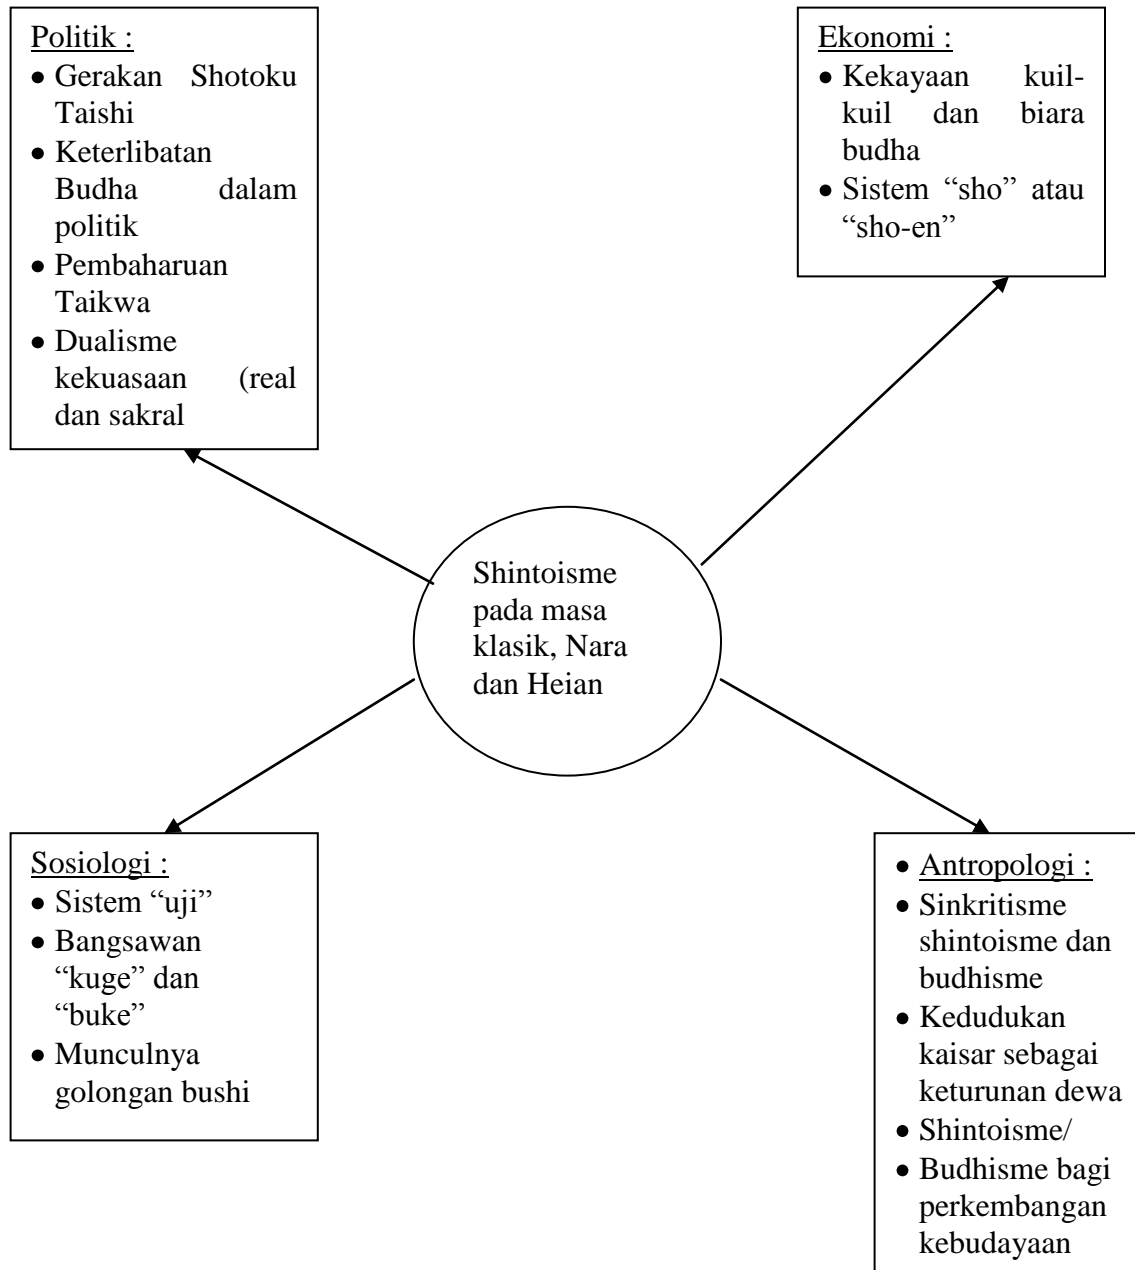 Politik :
• Gerakan Shotoku
Taishi
• Keterlibatan
Budha dalam
politik
• Pembaharuan
Taikwa
• Dualisme
kekuasaan (real
dan sakral
Ekonomi :
• Kekayaan kuil-
kuil dan biara
budha
• Sistem “sho” atau
“sho-en”
Shintoisme
pada masa
klasik, Nara
dan Heian
Sosiologi :
• Sistem “uji”
• Bangsawan
“kuge” dan
“buke”
• Munculnya
golongan bushi
• Antropologi :
• Sinkritisme
shintoisme dan
budhisme
• Kedudukan
kaisar sebagai
keturunan dewa
• Shintoisme/
• Budhisme bagi
perkembangan
kebudayaan